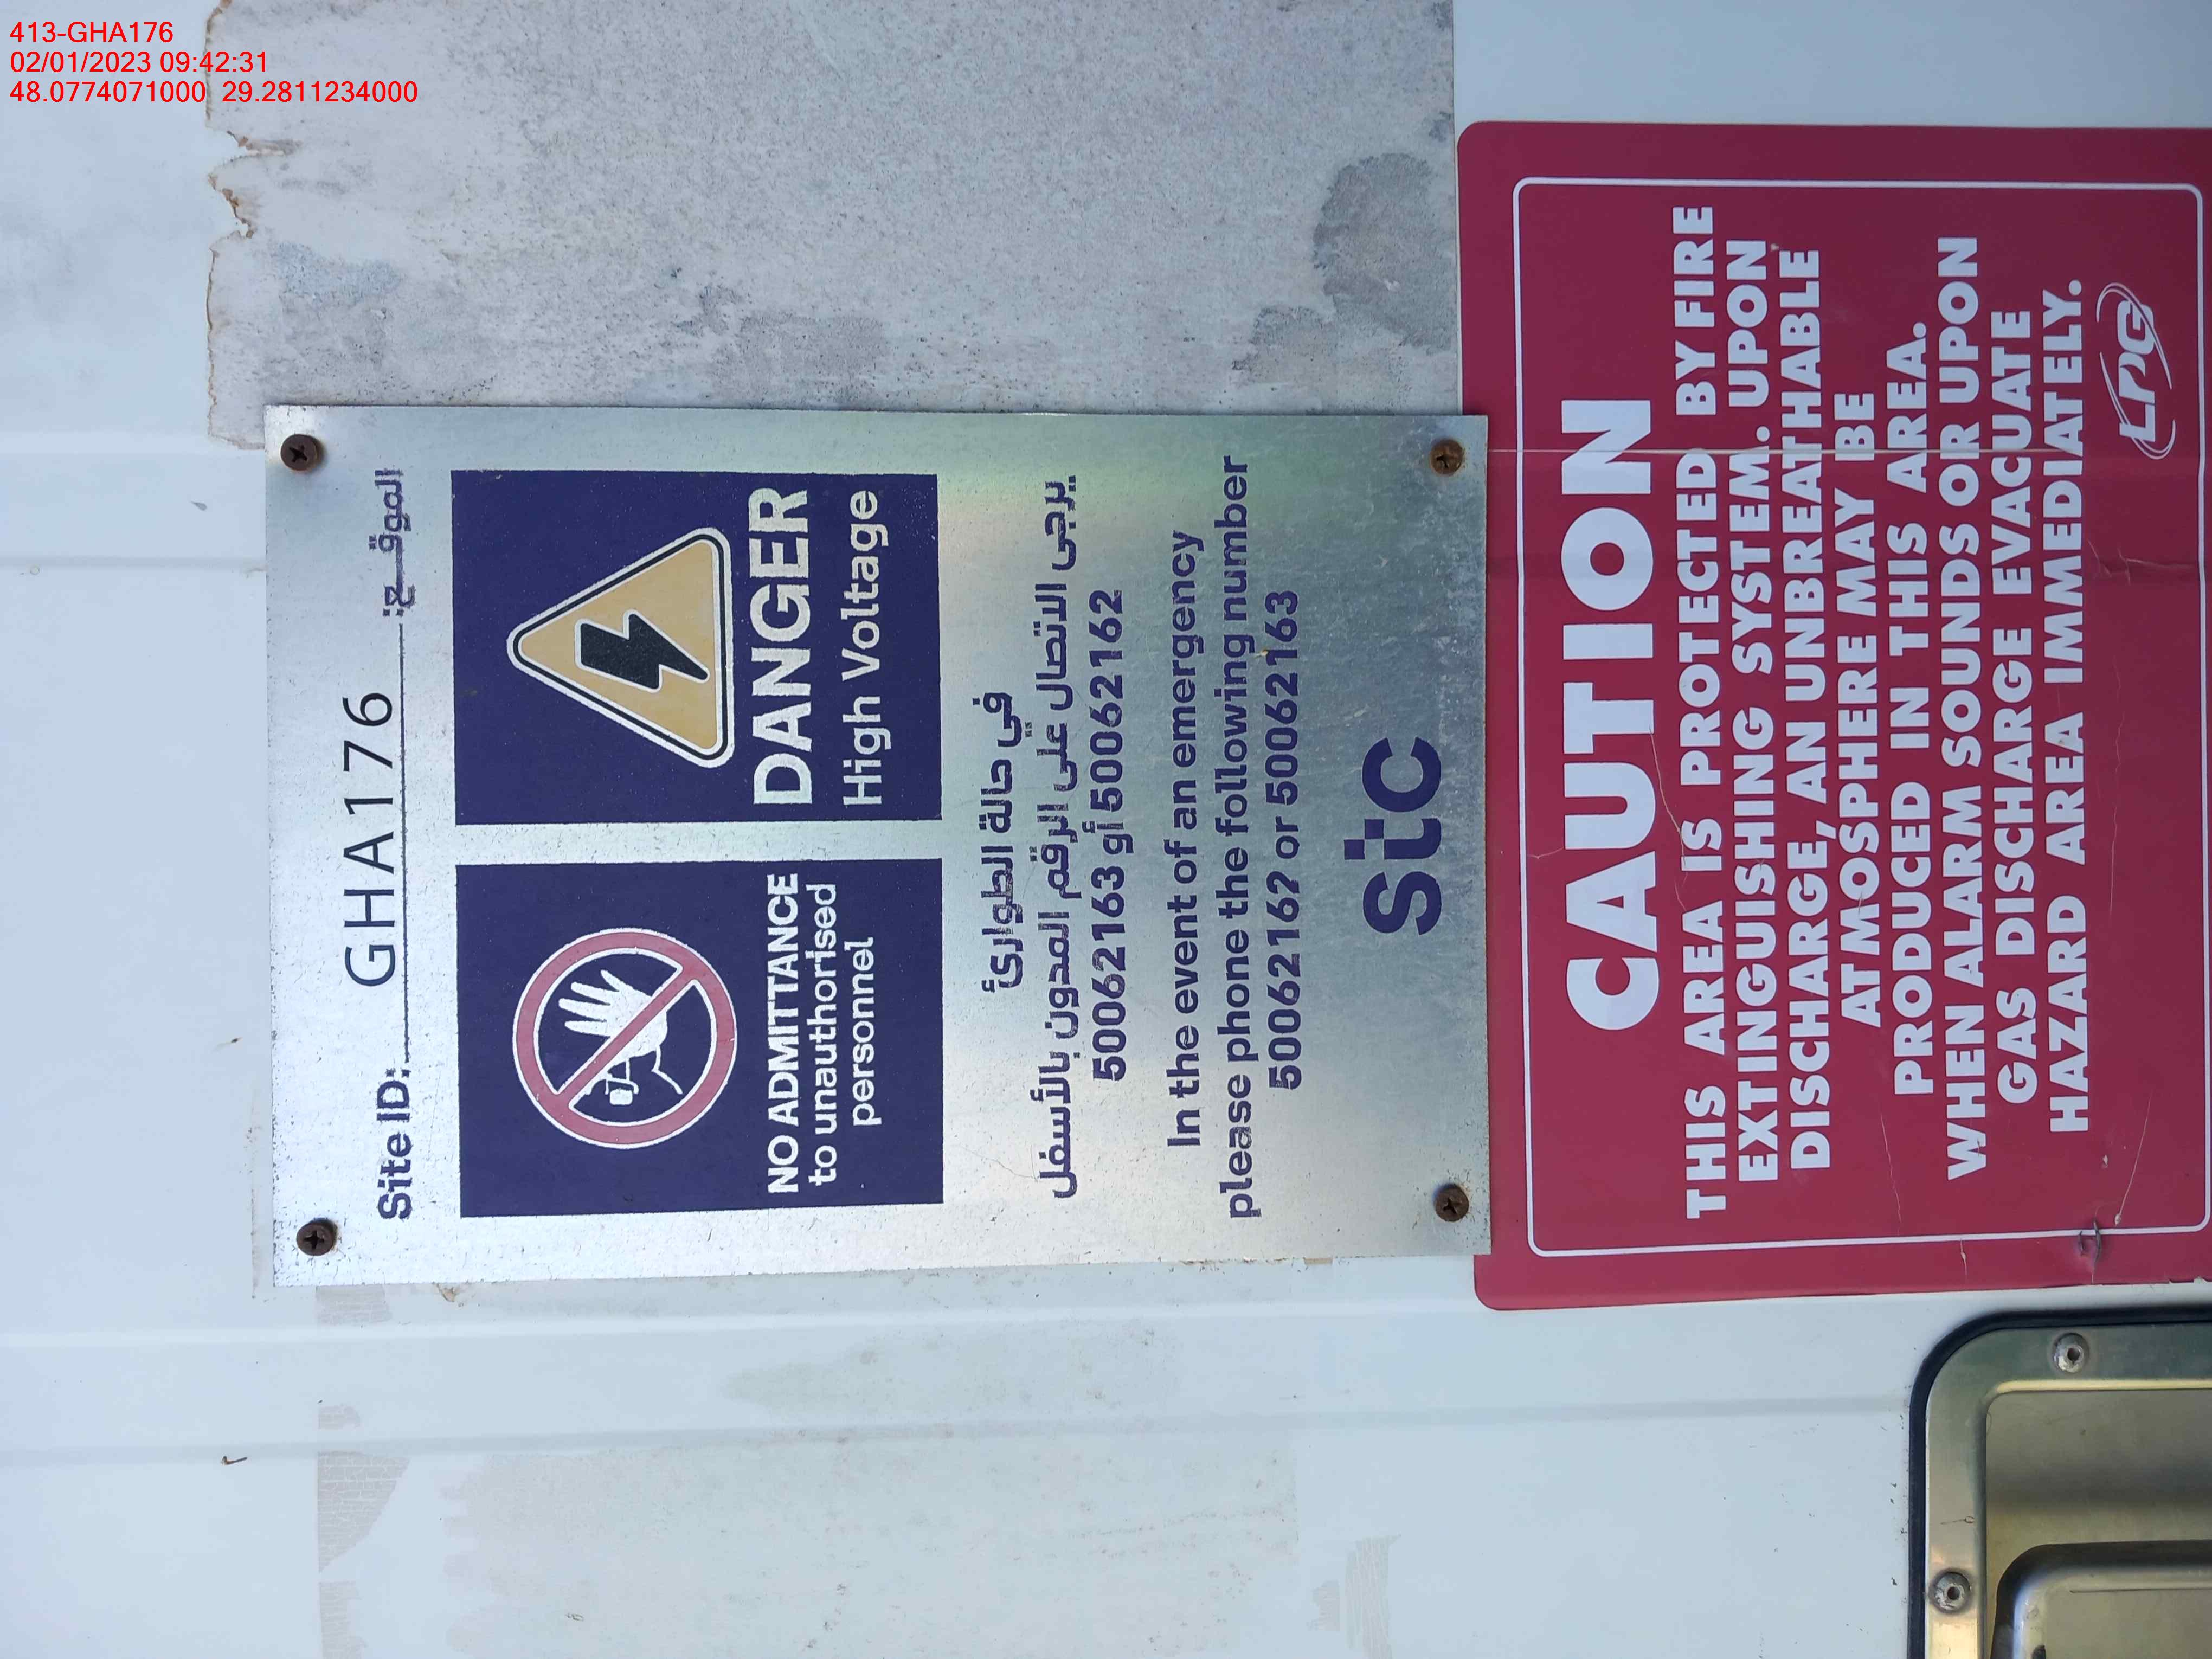 413-GHA176
02/01/2023 09:42:31
48.0774071000 29.2811234000
Site ID: GHA176 الموقـــع:
NO ADMITTANCE
to unauthorised
personnel
DANGER
High Voltage
في حالة الطوارئ
يرجى الاتصال على الرقم المدون بالأسفل
50062163 أو 50062162
In the event of an emergency
please phone the following number
50062162 or 50062163
stc
CAUTION
THIS AREA IS PROTECTED BY FIRE
EXTINGUISHING SYSTEM. UPON
DISCHARGE, AN UNBREATHABLE
ATMOSPHERE MAY BE
PRODUCED IN THIS AREA.
WHEN ALARM SOUNDS OR UPON
GAS DISCHARGE EVACUATE
HAZARD AREA IMMEDIATELY.
LPG